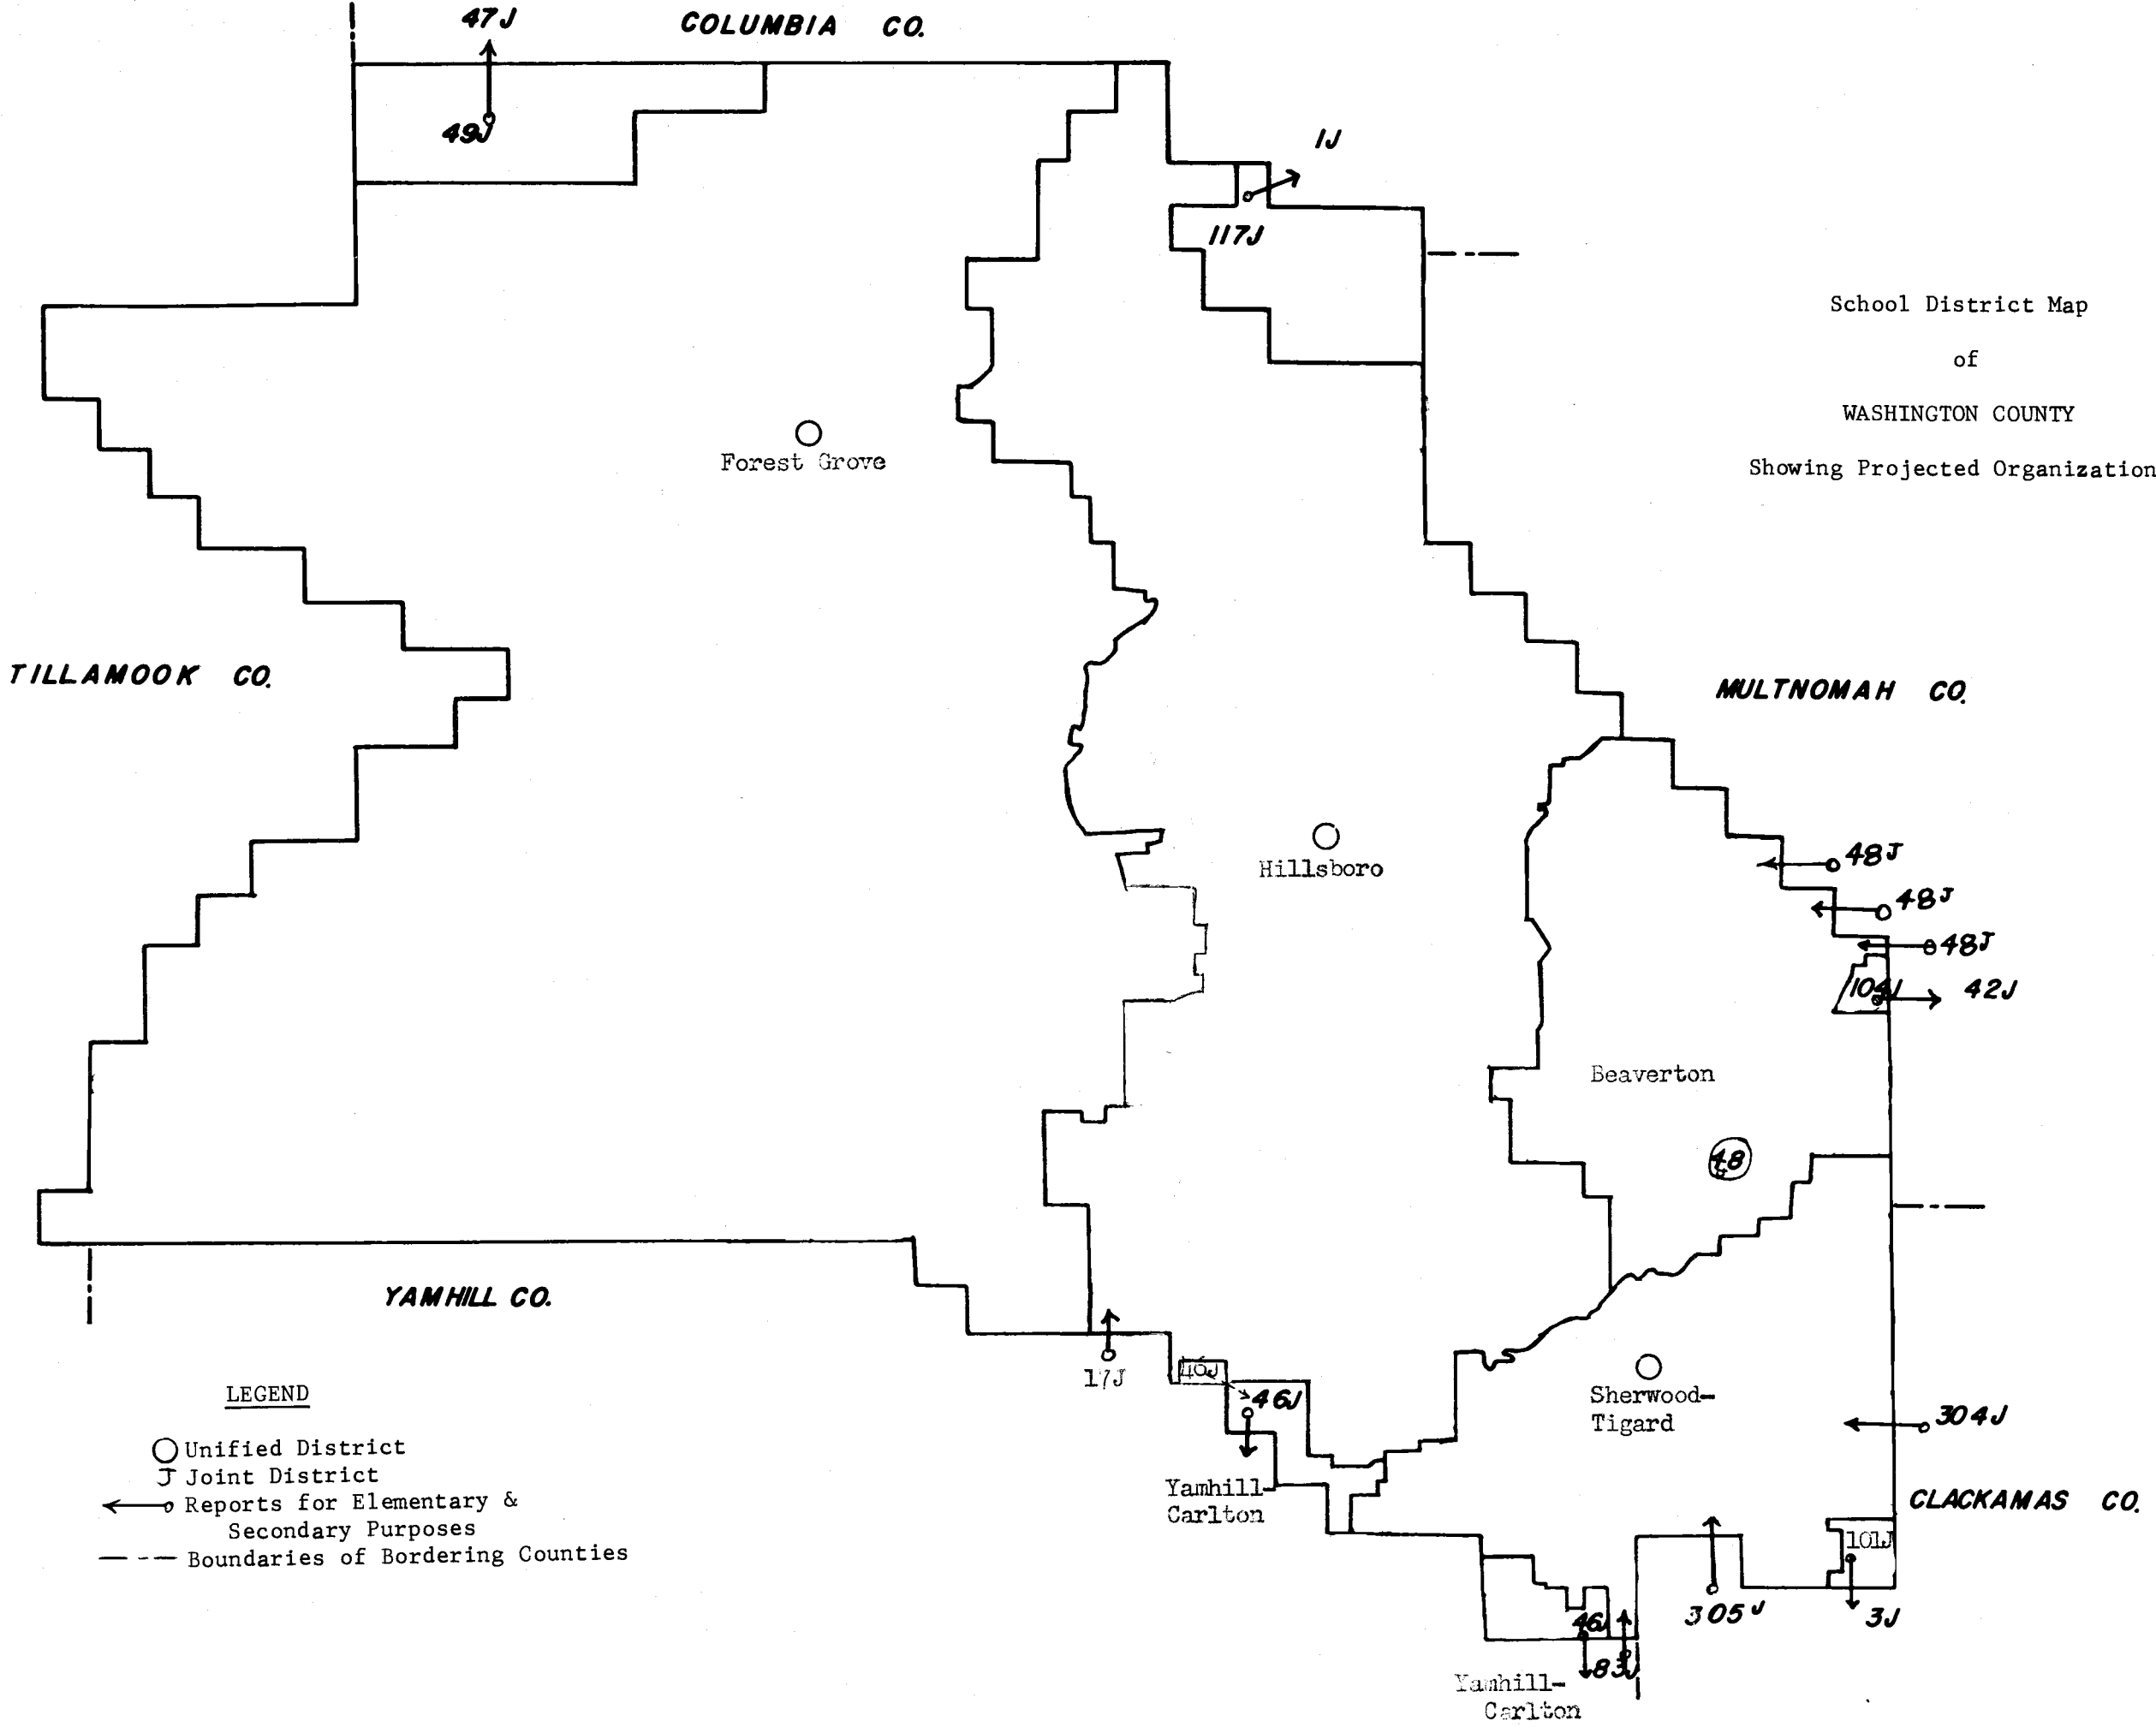 47J
COLUMBIA CO.
49J
1J
117J
School District Map
of
WASHINGTON COUNTY
Showing Projected Organization
Forest Grove
TILLAMOOK CO.
MULTNOMAH CO.
Hillsboro
48J
48J
48J
104J
42J
Beaverton
48
YAMHILL CO.
17J
46J
46J
Sherwood-
Tigard
304J
Yamhill-
Carlton
CLACKAMAS CO.
101J
305J
3J
46J
83J
Yamhill-
Carlton
LEGEND
Unified District
J Joint District
Reports for Elementary &
Secondary Purposes
Boundaries of Bordering Counties